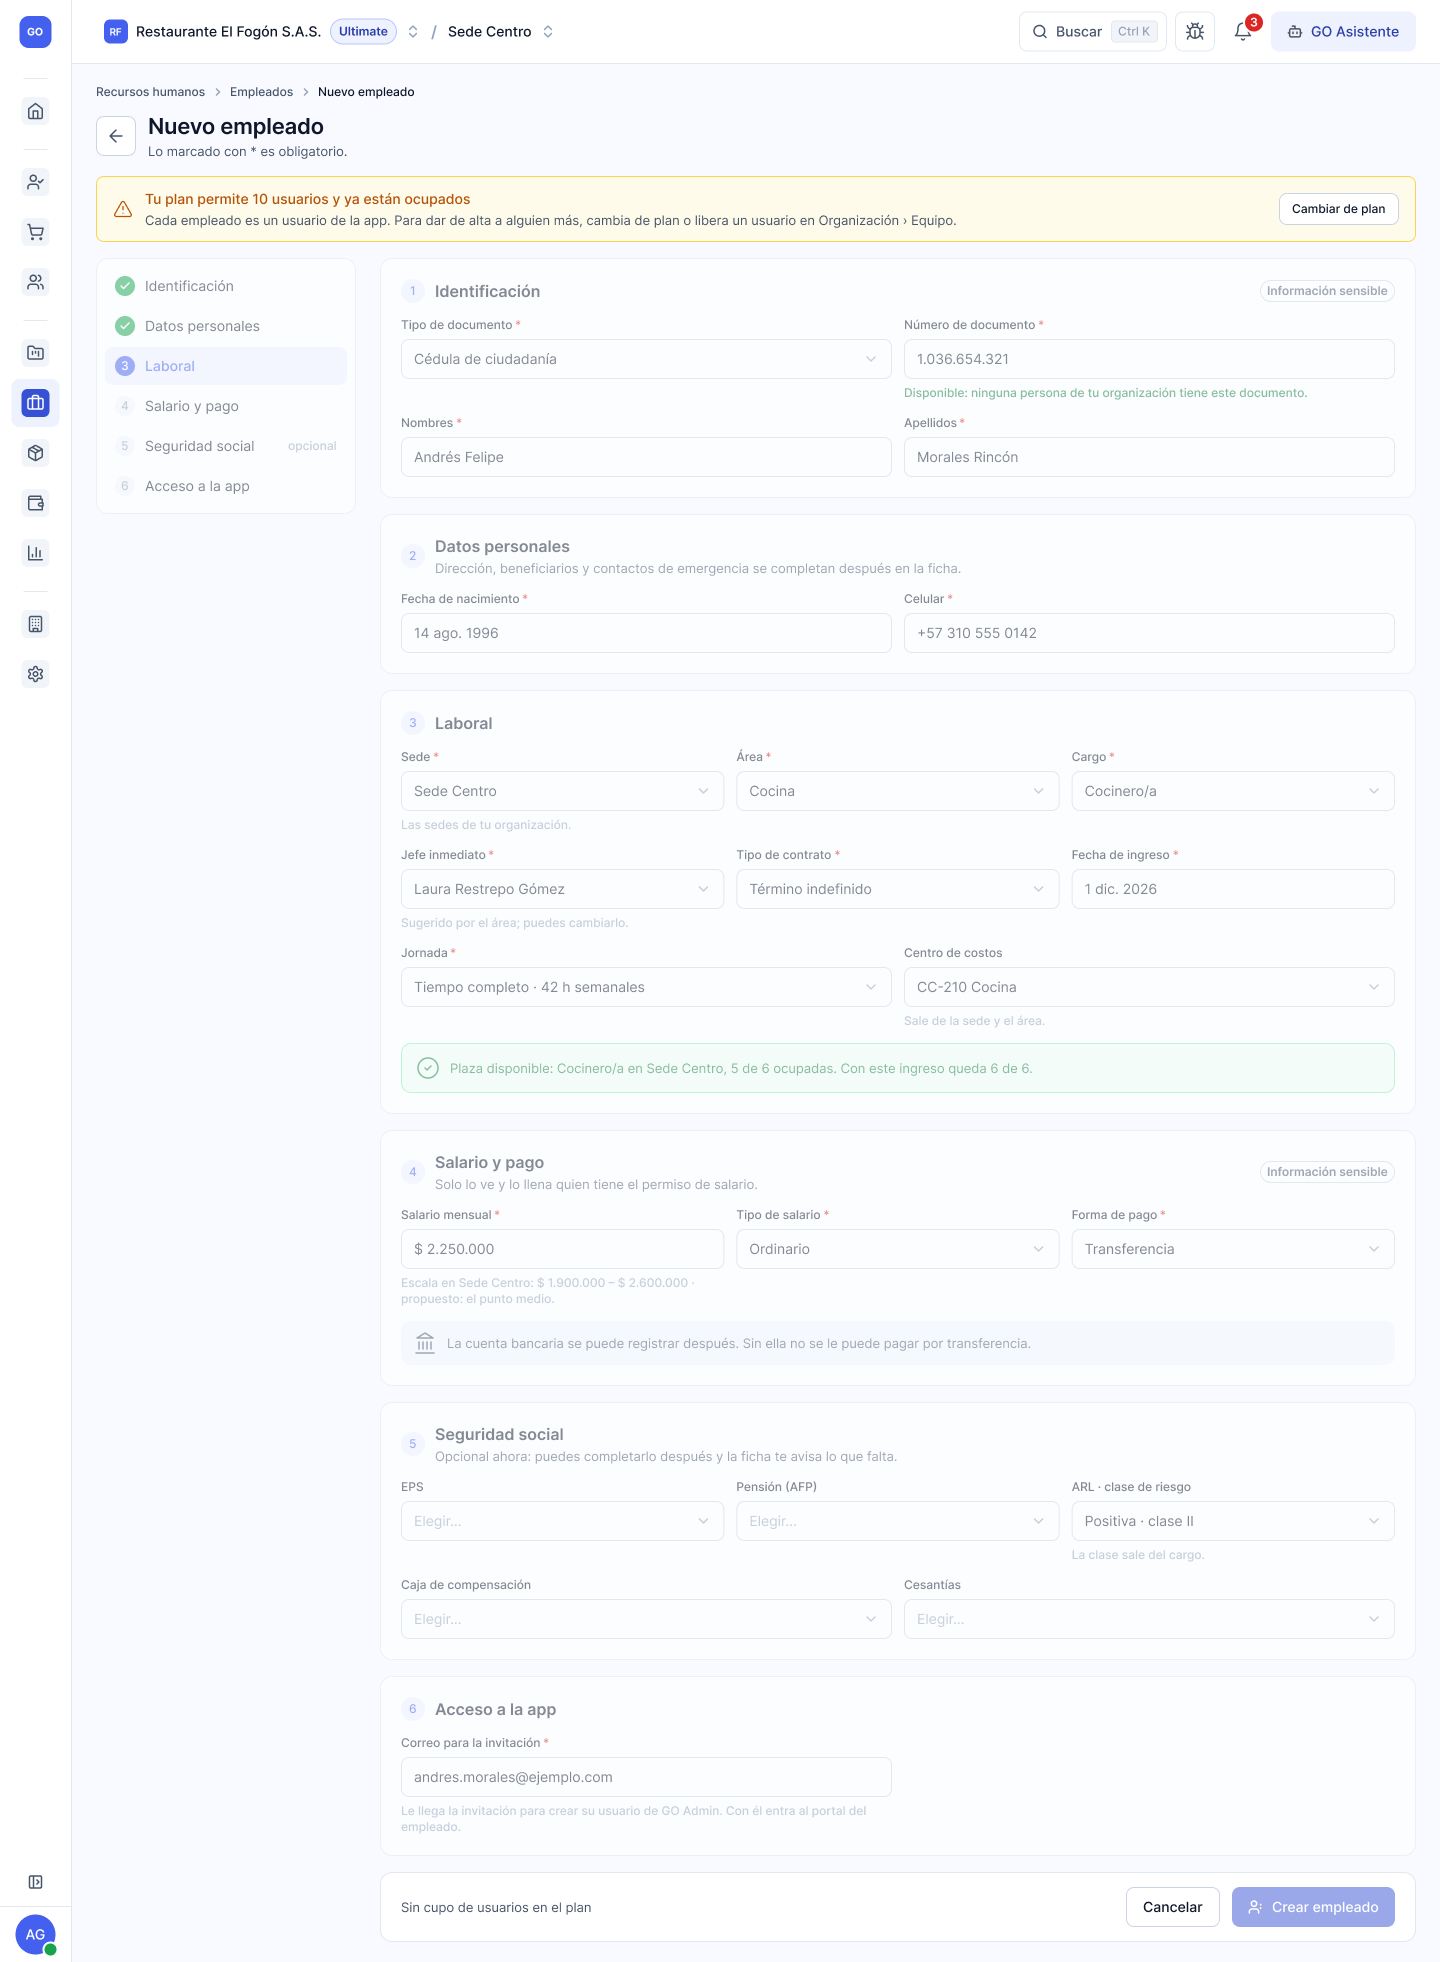 GO
RF Restaurante El Fogón S.A.S. Ultimate / Sede Centro
Buscar Ctrl K
3
GO Asistente
Recursos humanos > Empleados > Nuevo empleado
Nuevo empleado
Lo marcado con * es obligatorio.
Tu plan permite 10 usuarios y ya están ocupados
Cada empleado es un usuario de la app. Para dar de alta a alguien más, cambia de plan o libera un usuario en Organización › Equipo.
Cambiar de plan
Identificación
Datos personales
3 Laboral
4 Salario y pago
5 Seguridad social opcional
6 Acceso a la app
1 Identificación Información sensible
Tipo de documento * Número de documento *
Cédula de ciudadanía 1.036.654.321
Disponible: ninguna persona de tu organización tiene este documento.
Nombres * Apellidos *
Andrés Felipe Morales Rincón
2 Datos personales
Dirección, beneficiarios y contactos de emergencia se completan después en la ficha.
Fecha de nacimiento * Celular *
14 ago. 1996 +57 310 555 0142
3 Laboral
Sede * Área * Cargo *
Sede Centro Cocina Cocinero/a
Las sedes de tu organización.
Jefe inmediato * Tipo de contrato * Fecha de ingreso *
Laura Restrepo Gómez Término indefinido 1 dic. 2026
Sugerido por el área; puedes cambiarlo.
Jornada * Centro de costos
Tiempo completo · 42 h semanales CC-210 Cocina
Sale de la sede y el área.
Plaza disponible: Cocinero/a en Sede Centro, 5 de 6 ocupadas. Con este ingreso queda 6 de 6.
4 Salario y pago Información sensible
Solo lo ve y lo llena quien tiene el permiso de salario.
Salario mensual * Tipo de salario * Forma de pago *
$ 2.250.000 Ordinario Transferencia
Escala en Sede Centro: $ 1.900.000 – $ 2.600.000 ·
propuesto: el punto medio.
La cuenta bancaria se puede registrar después. Sin ella no se le puede pagar por transferencia.
5 Seguridad social
Opcional ahora: puedes completarlo después y la ficha te avisa lo que falta.
EPS Pensión (AFP) ARL · clase de riesgo
Elegir... Elegir... Positiva · clase II
La clase sale del cargo.
Caja de compensación Cesantías
Elegir... Elegir...
6 Acceso a la app
Correo para la invitación *
andres.morales@ejemplo.com
Le llega la invitación para crear su usuario de GO Admin. Con él entra al portal del
empleado.
Sin cupo de usuarios en el plan
Cancelar
Crear empleado
AG